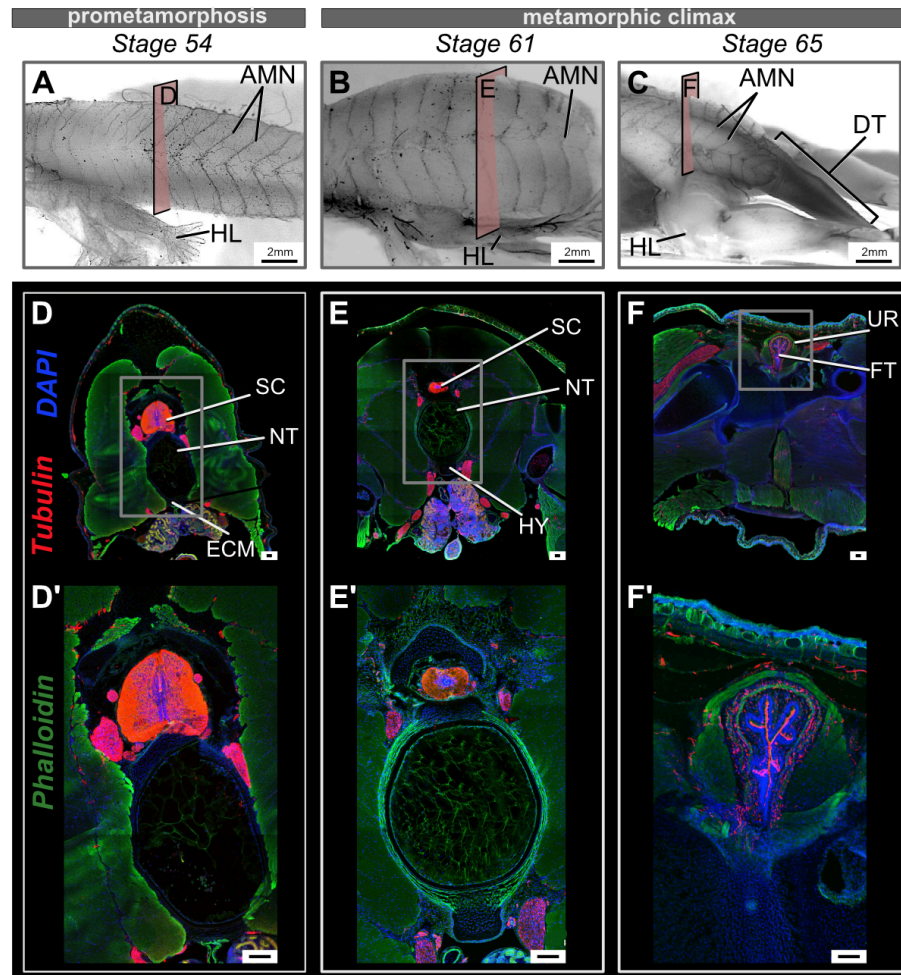 prometamorphosis
metamorphic climax
Stage 54
Stage 61
Stage 65
A
AMN
D
HL
2mm
B
AMN
E
HL
2mm
C
AMN
F
DT
HL
2mm
Tubulin DAPI
Phalloidin
D
SC
NT
ECM
E
SC
NT
HY
F
UR
FT
D'
E'
F'